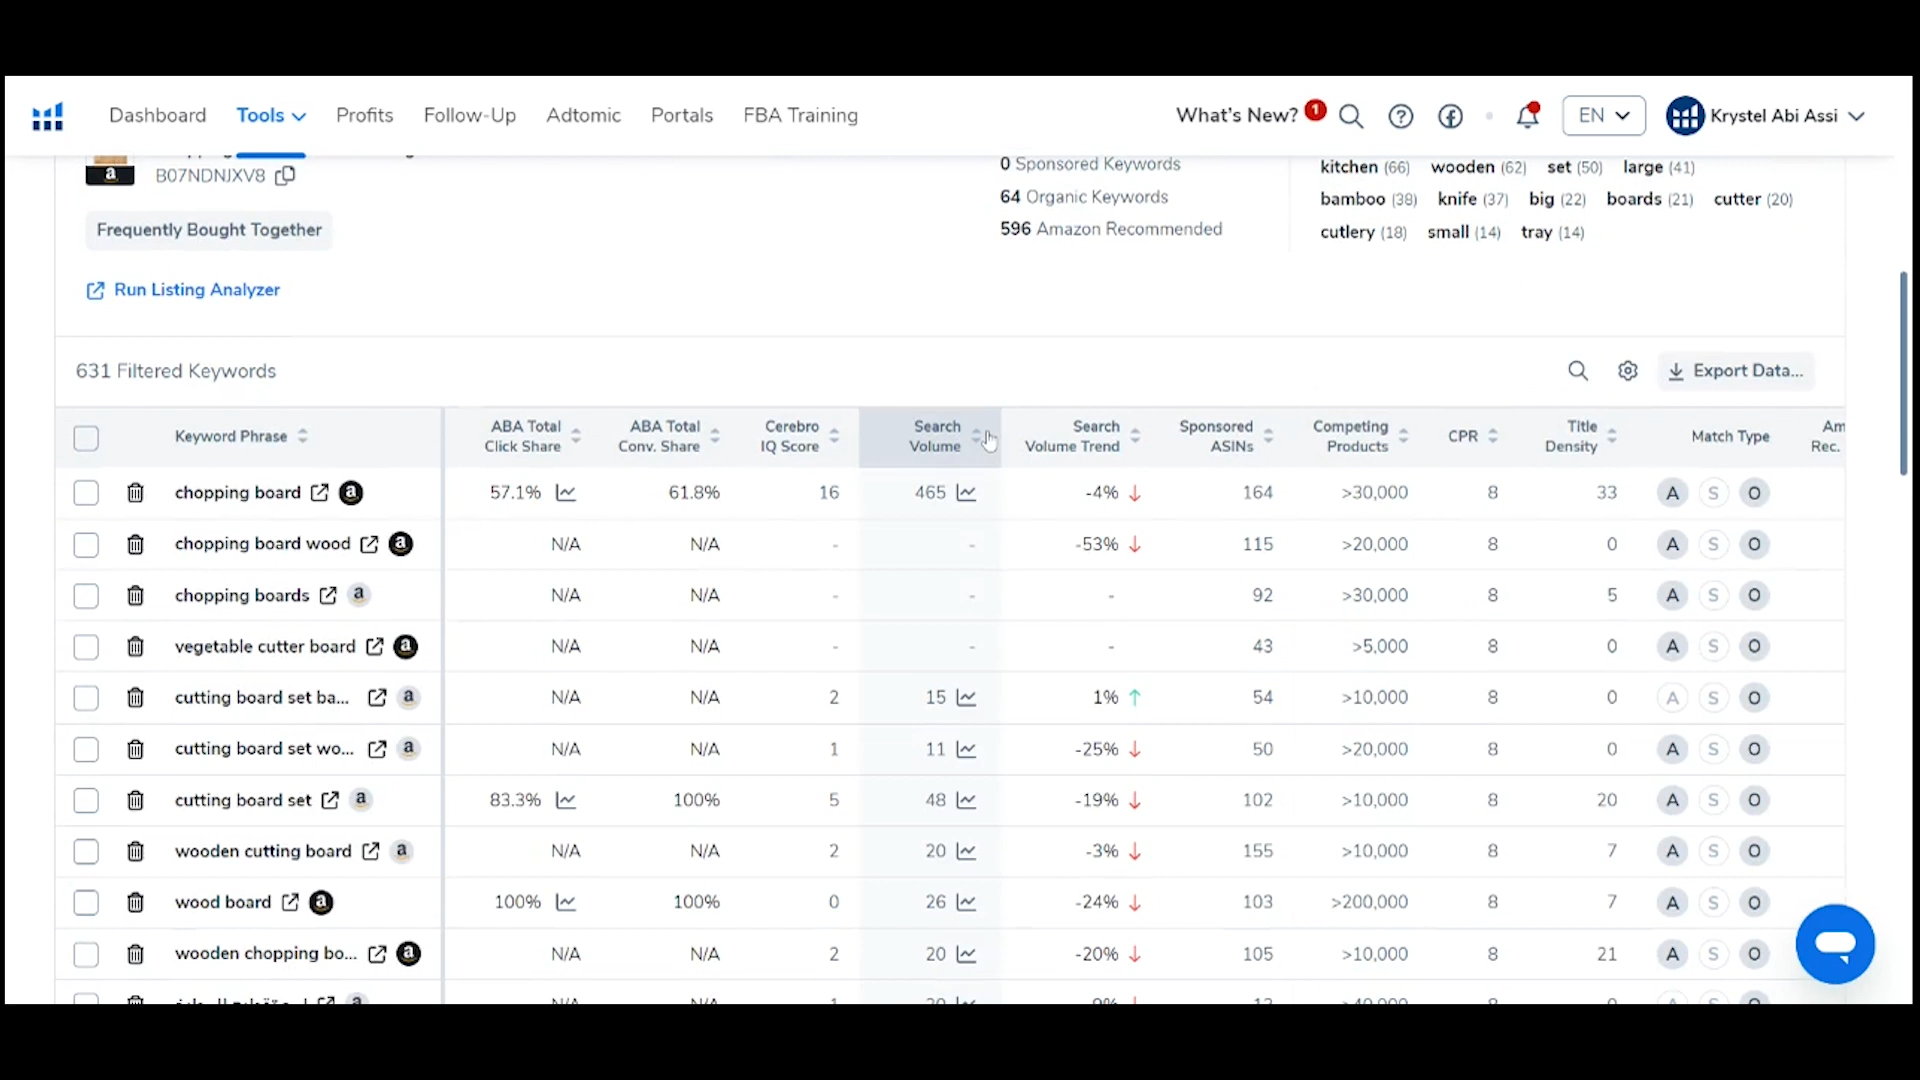 Dashboard Tools Profits Follow-Up Adtomic Portals FBA Training What's New? 1 EN Krystel Abi Assi
B07NDNJXV8
Frequently Bought Together
Run Listing Analyzer
0 Sponsored Keywords
64 Organic Keywords
596 Amazon Recommended
kitchen (66) wooden (62) set (50) large (41)
bamboo (38) knife (37) big (22) boards (21) cutter (20)
cutlery (18) small (14) tray (14)
631 Filtered Keywords Export Data...
Keyword Phrase ABA Total Click Share ABA Total Conv. Share Cerebro IQ Score Search Volume Search Volume Trend Sponsored ASINs Competing Products CPR Title Density Match Type Am Rec.
chopping board a 57.1% 61.8% 16 465 -4% 164 >30,000 8 33 A S O
chopping board wood a N/A N/A - - -53% 115 >20,000 8 0 A S O
chopping boards a N/A N/A - - - 92 >30,000 8 5 A S O
vegetable cutter board a N/A N/A - - - 43 >5,000 8 0 A S O
cutting board set ba... a N/A N/A 2 15 1% 54 >10,000 8 0 A S O
cutting board set wo... a N/A N/A 1 11 -25% 50 >20,000 8 0 A S O
cutting board set a 83.3% 100% 5 48 -19% 102 >10,000 8 20 A S O
wooden cutting board a N/A N/A 2 20 -3% 155 >10,000 8 7 A S O
wood board a 100% 100% 0 26 -24% 103 >200,000 8 7 A S O
wooden chopping bo... a N/A N/A 2 20 -20% 105 >10,000 8 21 A S O